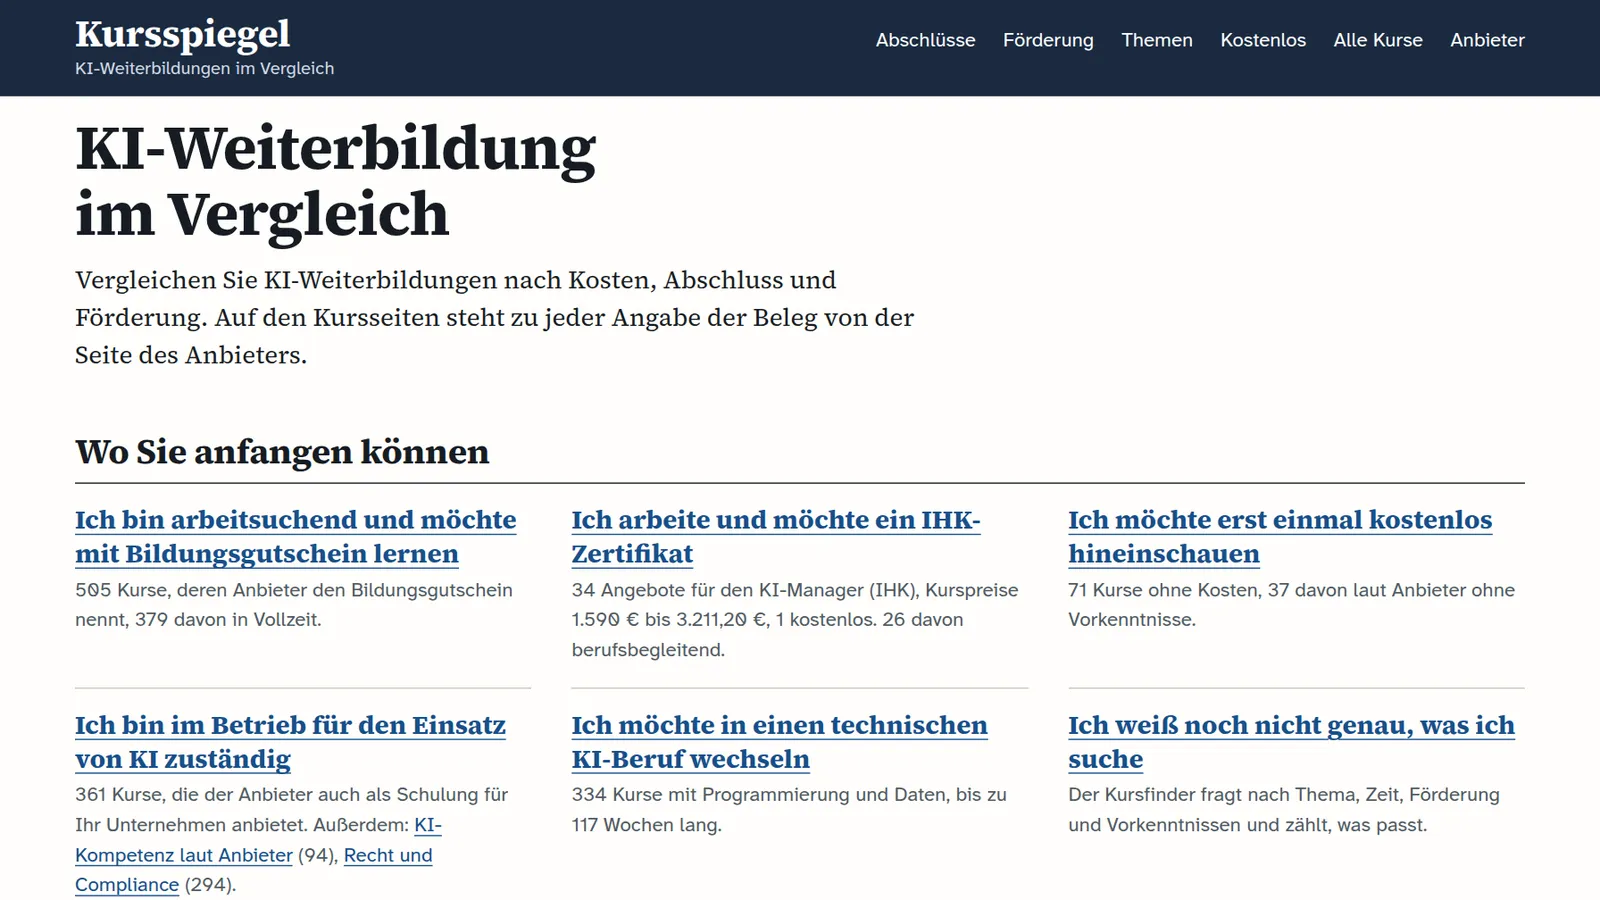 Kursspiegel
KI-Weiterbildungen im Vergleich
Abschlüsse Förderung Themen Kostenlos Alle Kurse Anbieter
KI-Weiterbildung
im Vergleich
Vergleichen Sie KI-Weiterbildungen nach Kosten, Abschluss und
Förderung. Auf den Kursseiten steht zu jeder Angabe der Beleg von der
Seite des Anbieters.
Wo Sie anfangen können
Ich bin arbeitsuchend und möchte
mit Bildungsgutschein lernen
505 Kurse, deren Anbieter den Bildungsgutschein
nennt, 379 davon in Vollzeit.
Ich arbeite und möchte ein IHK-
Zertifikat
34 Angebote für den KI-Manager (IHK), Kurspreise
1.590 € bis 3.211,20 €, 1 kostenlos. 26 davon
berufsbegleitend.
Ich möchte erst einmal kostenlos
hineinschauen
71 Kurse ohne Kosten, 37 davon laut Anbieter ohne
Vorkenntnisse.
Ich bin im Betrieb für den Einsatz
von KI zuständig
361 Kurse, die der Anbieter auch als Schulung für
Ihr Unternehmen anbietet. Außerdem: KI-
Kompetenz laut Anbieter (94), Recht und
Compliance (294).
Ich möchte in einen technischen
KI-Beruf wechseln
334 Kurse mit Programmierung und Daten, bis zu
117 Wochen lang.
Ich weiß noch nicht genau, was ich
suche
Der Kursfinder fragt nach Thema, Zeit, Förderung
und Vorkenntnissen und zählt, was passt.